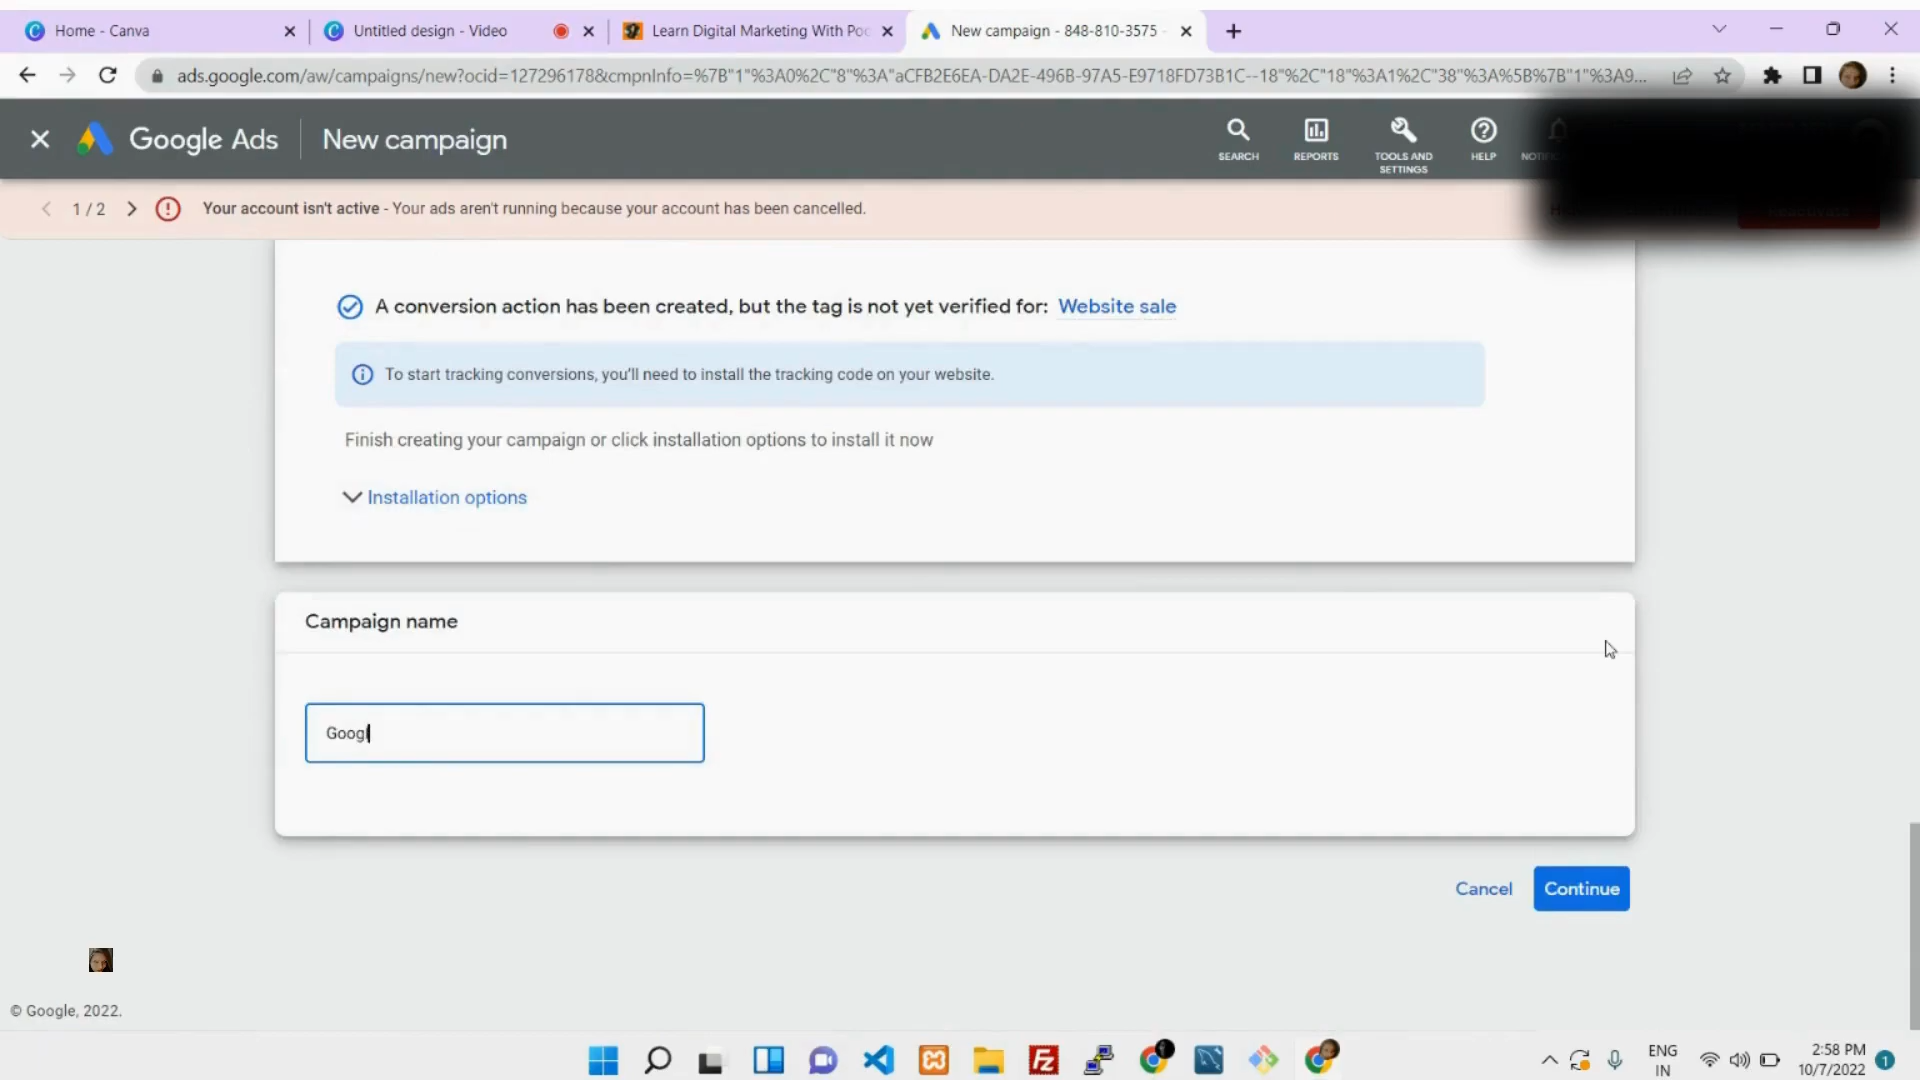 Home - Canva
Untitled design - Video
Learn Digital Marketing With Poo
New campaign - 848-810-3575 -
ads.google.com/aw/campaigns/new?ocid=127296178&cmpnInfo=%7B"1"%3A0%2C"8"%3A"aCFB2E6EA-DA2E-496B-97A5-E9718FD73B1C--18"%2C"18"%3A1%2C"38"%3A%5B%7B"1"%3A9...
Google Ads
New campaign
SEARCH
REPORTS
TOOLS AND
SETTINGS
HELP
1 / 2
Your account isn't active - Your ads aren't running because your account has been cancelled.
A conversion action has been created, but the tag is not yet verified for: Website sale
To start tracking conversions, you'll need to install the tracking code on your website.
Finish creating your campaign or click installation options to install it now
Installation options
Campaign name
Googl
Cancel
Continue
© Google, 2022.
ENG
IN
2:58 PM
10/7/2022
1